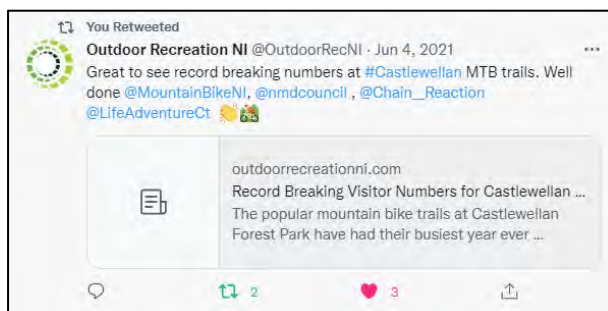 You Retweeted
Outdoor Recreation NI @OutdoorRecNI · Jun 4, 2021 ...
Great to see record breaking numbers at #Castlewellan MTB trails. Well
done @MountainBikeNI, @nmdcouncil , @Chain_Reaction
@LifeAdventureCt 👏🚵
outdoorrecreationni.com
Record Breaking Visitor Numbers for Castlewellan ...
The popular mountain bike trails at Castlewellan
Forest Park have had their busiest year ever ...
2 3